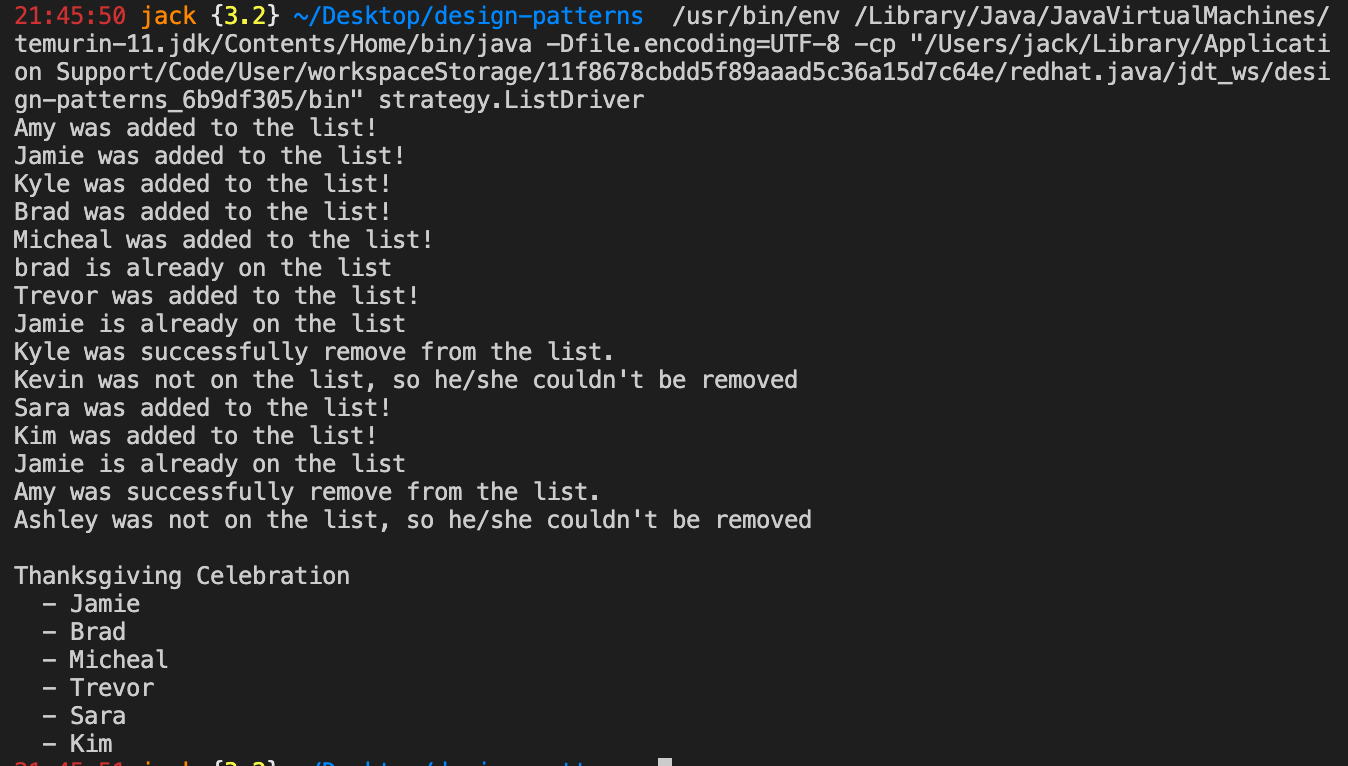 21:45:50 jack {3.2} ~/Desktop/design-patterns  /usr/bin/env /Library/Java/JavaVirtualMachines/
temurin-11.jdk/Contents/Home/bin/java -Dfile.encoding=UTF-8 -cp "/Users/jack/Library/Applicati
on Support/Code/User/workspaceStorage/11f8678cbdd5f89aaad5c36a15d7c64e/redhat.java/jdt_ws/desi
gn-patterns_6b9df305/bin" strategy.ListDriver
Amy was added to the list!
Jamie was added to the list!
Kyle was added to the list!
Brad was added to the list!
Micheal was added to the list!
brad is already on the list
Trevor was added to the list!
Jamie is already on the list
Kyle was successfully remove from the list.
Kevin was not on the list, so he/she couldn't be removed
Sara was added to the list!
Kim was added to the list!
Jamie is already on the list
Amy was successfully remove from the list.
Ashley was not on the list, so he/she couldn't be removed
Thanksgiving Celebration
- Jamie
- Brad
- Micheal
- Trevor
- Sara
- Kim